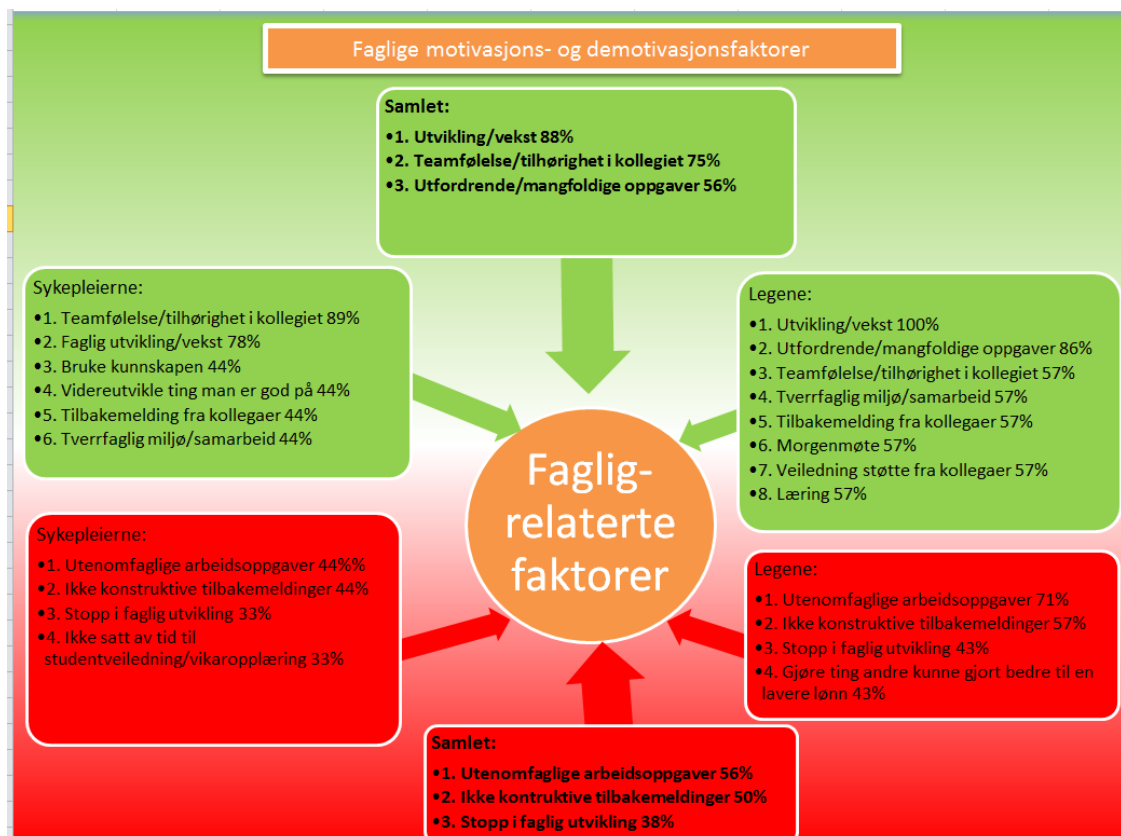 Faglige motivasjons- og demotivasjonsfaktorer
Samlet:
•1. Utvikling/vekst 88%
•2. Teamfølelse/tilhørighet i kollegiet 75%
•3. Utfordrende/mangfoldige oppgaver 56%
Sykepleierne:
•1. Teamfølelse/tilhørighet i kollegiet 89%
•2. Faglig utvikling/vekst 78%
•3. Bruke kunnskapen 44%
•4. Videreutvikle ting man er god på 44%
•5. Tilbakemelding fra kollegaer 44%
•6. Tverrfaglig miljø/samarbeid 44%
Legene:
•1. Utvikling/vekst 100%
•2. Utfordrende/mangfoldige oppgaver 86%
•3. Teamfølelse/tilhørighet i kollegiet 57%
•4. Tverrfaglig miljø/samarbeid 57%
•5. Tilbakemelding fra kollegaer 57%
•6. Morgenmøte 57%
•7. Veiledning støtte fra kollegaer 57%
•8. Læring 57%
Faglig-
relaterte
faktorer
Sykepleierne:
•1. Utenomfaglige arbeidsoppgaver 44%%
•2. Ikke konstruktive tilbakemeldinger 44%
•3. Stopp i faglig utvikling 33%
•4. Ikke satt av tid til
studentveiledning/vikaropplæring 33%
Legene:
•1. Utenomfaglige arbeidsoppgaver 71%
•2. Ikke konstruktive tilbakemeldinger 57%
•3. Stopp i faglig utvikling 43%
•4. Gjøre ting andre kunne gjort bedre til en
lavere lønn 43%
Samlet:
•1. Utenomfaglige arbeidsoppgaver 56%
•2. Ikke kontruktive tilbakemeldinger 50%
•3. Stopp i faglig utvikling 38%